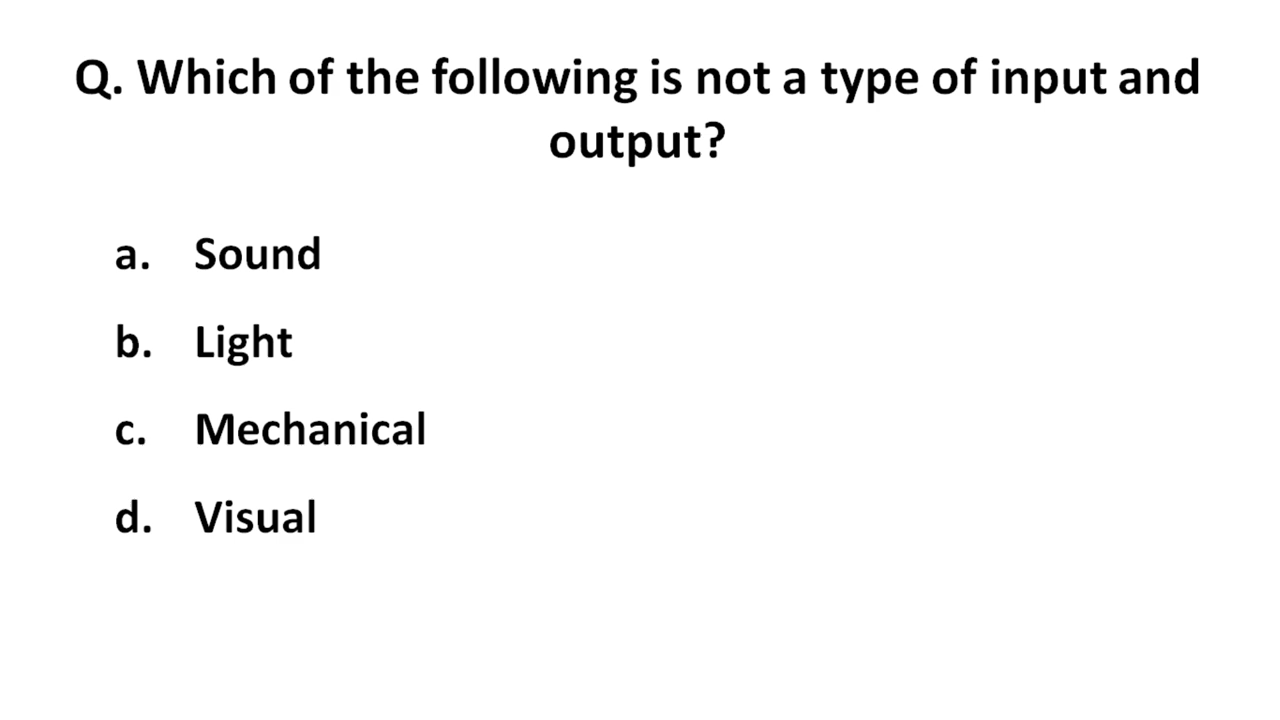 Q. Which of the following is not a type of input and
output?
a. Sound
b. Light
c. Mechanical
d. Visual